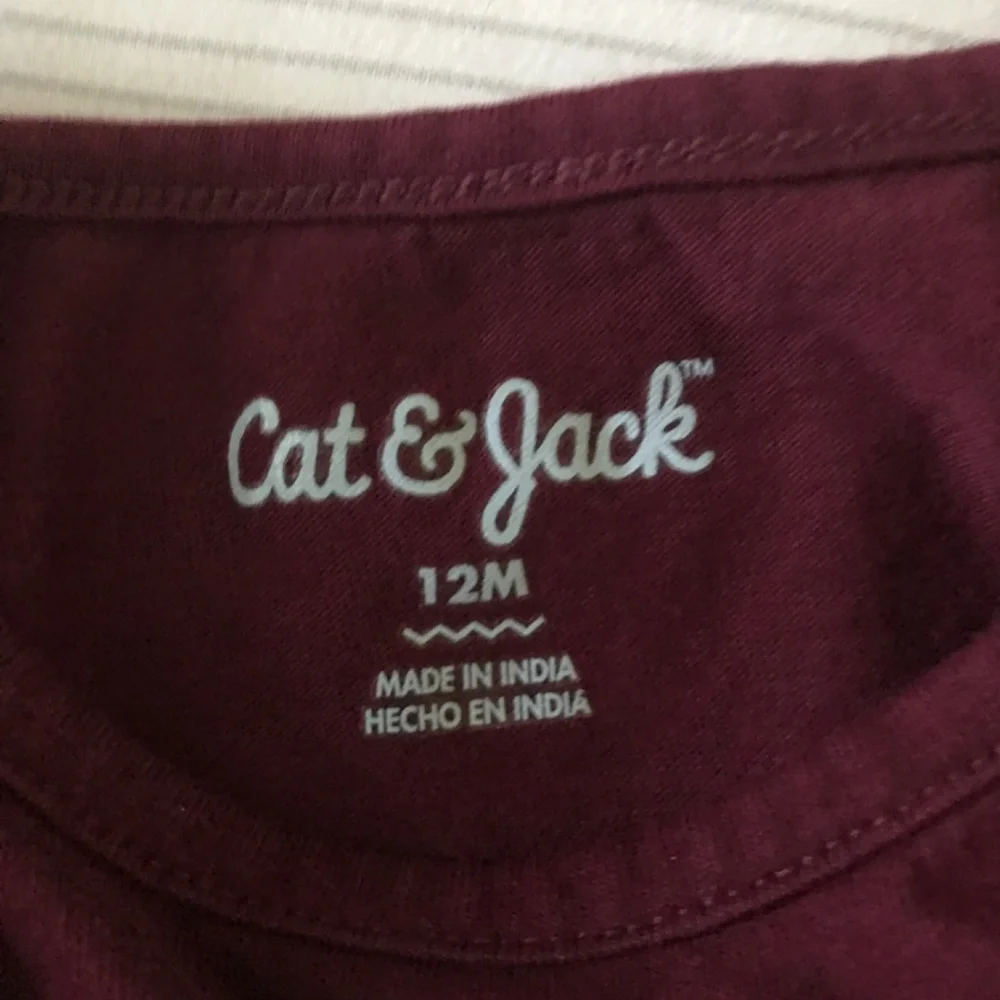 Cat & Jack™
12M
MADE IN INDIA
HECHO EN INDIA